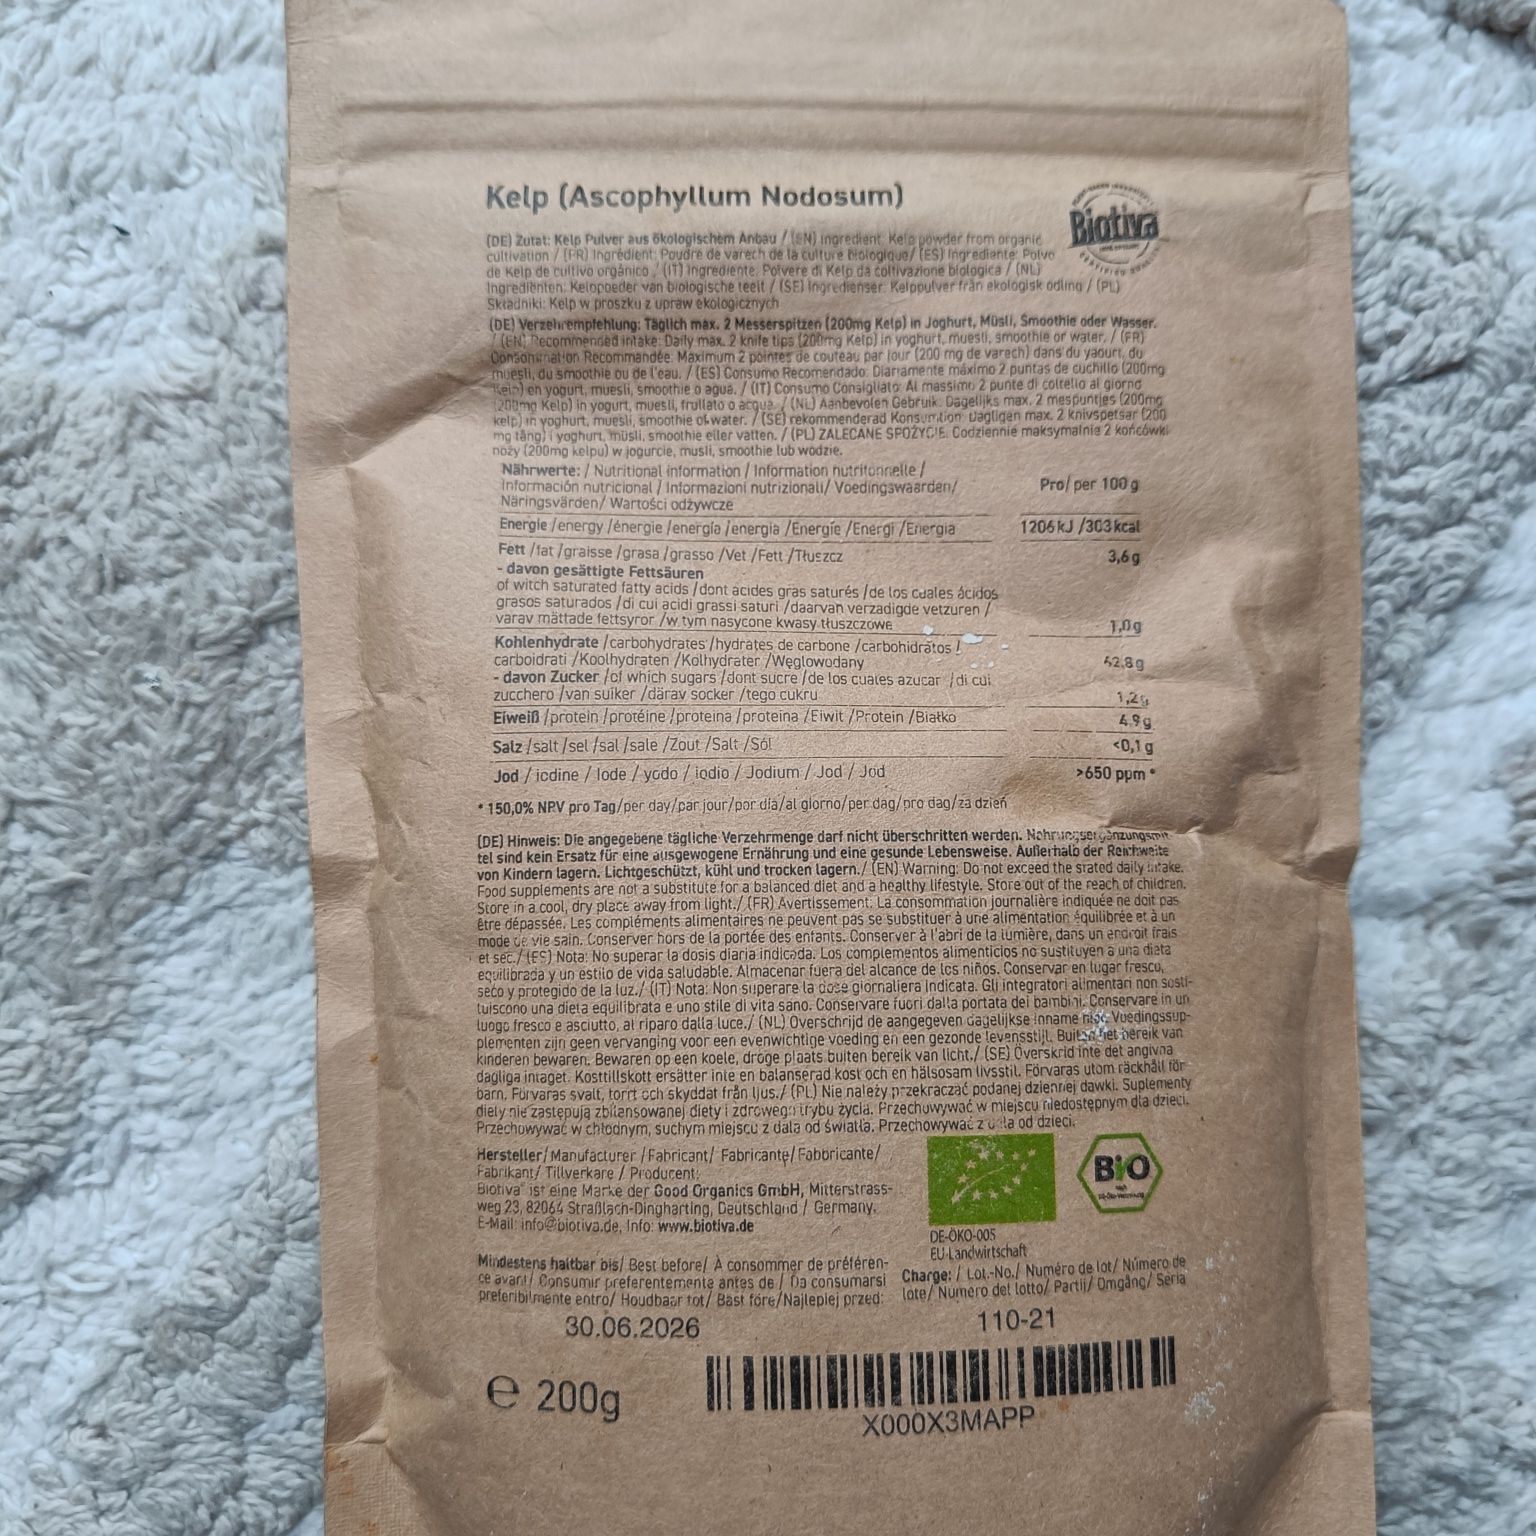 Kelp (Ascophyllum Nodosum)
Biotiva
(DE) Zutat: Kelp Pulver aus ökologischem Anbau / (EN) Ingredient: Kelp powder from organic
cultivation / (FR) Ingrédient: Poudre de varech de la culture biologique/ (ES) Ingrediente: Polvo
de Kelp de cultivo orgánico / (IT) Ingrediente: Polvere di Kelp da coltivazione biologica / (NL)
Ingrediënten: Kelppoeder van biologische teelt / (SE) Ingredienser: Kelppulver från ekologisk odling / (PL)
Składniki: Kelp w proszku z upraw ekologicznych
(DE) Verzehrempfehlung: Täglich max. 2 Messerspitzen (200mg Kelp) in Joghurt, Müsli, Smoothie oder Wasser.
/ (EN) Recommended intake: Daily max. 2 knife tips (200mg Kelp) in yoghurt, muesli, smoothie or water. / (FR)
Consommation Recommandée: Maximum 2 pointes de couteau par jour (200 mg de varech) dans du yaourt, du
muesli, du smoothie ou de l'eau. / (ES) Consumo Recomendado: Diariamente máximo 2 puntas de cuchillo (200mg
Kelp) en yogurt, muesli, smoothie o agua. / (IT) Consumo Consigliato: Al massimo 2 punte di coltello al giorno
(200mg Kelp) in yogurt, muesli, frullato o acqua. / (NL) Aanbevolen Gebruik: Dagelijks max. 2 mespuntjes (200mg
kelp) in yoghurt, muesli, smoothie of water. / (SE) rekommenderad Konsumtion: Dagligen max. 2 knivspetsar (200
mg tång) i yoghurt, müsli, smoothie eller vatten. / (PL) ZALECANE SPOŻYCIE: Codziennie maksymalnie 2 końcówki
noży (200mg kelpu) w jogurcie, musli, smoothie lub wodzie.
Nährwerte: / Nutritional information / Information nutritionnelle /
Información nutricional / Informazioni nutrizionali/ Voedingswaarden/
Näringsvärden/ Wartości odżywcze
Pro/ per 100 g
Energie /energy /énergie /energía /energia /Energie /Energi /Energia 1206 kJ /303 kcal
Fett /fat /graisse /grasa /grasso /Vet /Fett /Tłuszcz 3,6 g
- davon gesättigte Fettsäuren
of witch saturated fatty acids /dont acides gras saturés /de los cuales ácidos
grasos saturados /di cui acidi grassi saturi /daarvan verzadigde vetzuren /
varav mättade fettsyror /w tym nasycone kwasy tłuszczowe 1,0 g
Kohlenhydrate /carbohydrates /hydrates de carbone /carbohidratos /
carboidrati /Koolhydraten /Kolhydrater /Węglowodany 42,8 g
- davon Zucker /of which sugars /dont sucre /de los cuales azucar /di cui
zucchero /van suiker /därav socker /tego cukru 1,2 g
Eiweiß /protein /protéine /proteina /proteina /Eiwit /Protein /Białko 4,9 g
Salz /salt /sel /sal /sale /Zout /Salt /Sól <0,1 g
Jod / iodine / Iode / yodo / iodio / Jodium / Jod / Jod >650 ppm *
* 150,0% NRV pro Tag/per day/par jour/por día/al giorno/per dag/pro dag/za dzień
(DE) Hinweis: Die angegebene tägliche Verzehrmenge darf nicht überschritten werden. Nahrungsergänzungsmit-
tel sind kein Ersatz für eine ausgewogene Ernährung und eine gesunde Lebensweise. Außerhalb der Reichweite
von Kindern lagern. Lichtgeschützt, kühl und trocken lagern./ (EN) Warning: Do not exceed the srated daily intake.
Food supplements are not a substitute for a balanced diet and a healthy lifestyle. Store out of the reach of children.
Store in a cool, dry place away from light./ (FR) Avertissement: La consommation journalière indiquée ne doit pas
être dépassée. Les compléments alimentaires ne peuvent pas se substituer à une alimentation équilibrée et à un
mode de vie sain. Conserver hors de la portée des enfants. Conserver à l'abri de la lumière, dans un endroit frais
et sec./ (ES) Nota: No superar la dosis diaria indicada. Los complementos alimenticios no sustituyen a una dieta
equilibrada y un estilo de vida saludable. Almacenar fuera del alcance de los niños. Conservar en lugar fresco,
seco y protegido de la luz./ (IT) Nota: Non superare la dose giornaliera Indicata. Gli integratori alimentari non sosti-
tuiscono una dieta equilibrata e uno stile di vita sano. Conservare fuori dalla portata dei bambini. Conservare in un
luogo fresco e asciutto, al riparo dalla luce./ (NL) Overschrijd de aangegeven dagelijkse inname niet. Voedingssup-
plementen zijn geen vervanging voor een evenwichtige voeding en een gezonde levensstijl. Buiten het bereik van
kinderen bewaren. Bewaren op een koele, droge plaats buiten bereik van licht./ (SE) Överskrid inte det angivna
dagliga intaget. Kosttillskott ersätter inte en balanserad kost och en hälsosam livsstil. Förvaras utom räckhåll för
barn. Förvaras svalt, torrt och skyddat från ljus./ (PL) Nie należy przekraczać podanej dziennej dawki. Suplementy
diety nie zastępują zbilansowanej diety i zdrowego trybu życia. Przechowywać w miejscu niedostępnym dla dzieci.
Przechowywać w chłodnym, suchym miejscu z dala od światła. Przechowywać z dala od dzieci.
Hersteller/ Manufacturer /Fabricant/ Fabricante/ Fabbricante/
Fabrikant/ Tillverkare / Producent:
Biotiva® ist eine Marke der Good Organics GmbH, Mitterstrass-
weg 23, 82064 Straßlach-Dingharting, Deutschland / Germany.
E-Mail: info@biotiva.de, Info: www.biotiva.de
BIO
DE-ÖKO-005
EU-Landwirtschaft
Mindestens haltbar bis/ Best before/ À consommer de préféren-
ce avant/ Consumir preferentemente antes de / Da consumarsi
preferibilmente entro/ Houdbaar tot/ Bäst före/Najlepiej przed:
30.06.2026
Charge: / Lot.-No./ Numéro de lot/ Número de
lote/ Numero del lotto/ Partij/ Omgång/ Seria
110-21
e 200g
X000X3MAPP